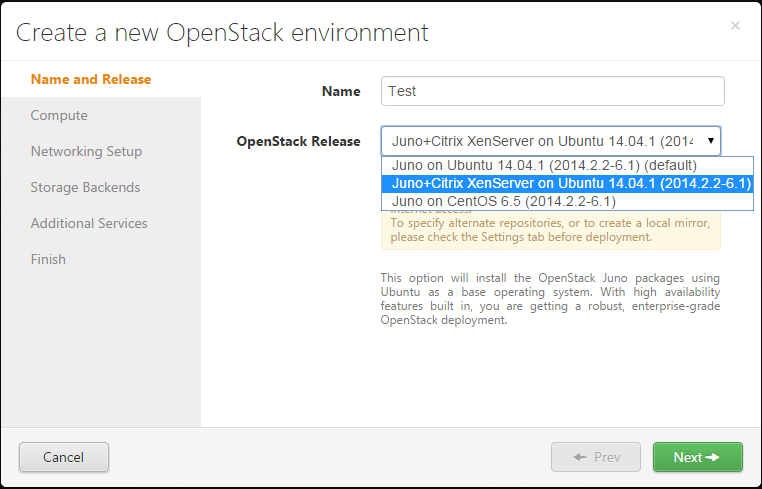 Create a new OpenStack environment
×
Name and Release
Compute
Networking Setup
Storage Backends
Additional Services
Finish
Name
Test
OpenStack Release
Juno+Citrix XenServer on Ubuntu 14.04.1 (2014
Juno on Ubuntu 14.04.1 (2014.2.2-6.1) (default)
Juno+Citrix XenServer on Ubuntu 14.04.1 (2014.2.2-6.1)
Juno on CentOS 6.5 (2014.2.2-6.1)
Internet access.
To specify alternate repositories, or to create a local mirror,
please check the Settings tab before deployment.
This option will install the OpenStack Juno packages using
Ubuntu as a base operating system. With high availability
features built in, you are getting a robust, enterprise-grade
OpenStack deployment.
Cancel
Prev
Next